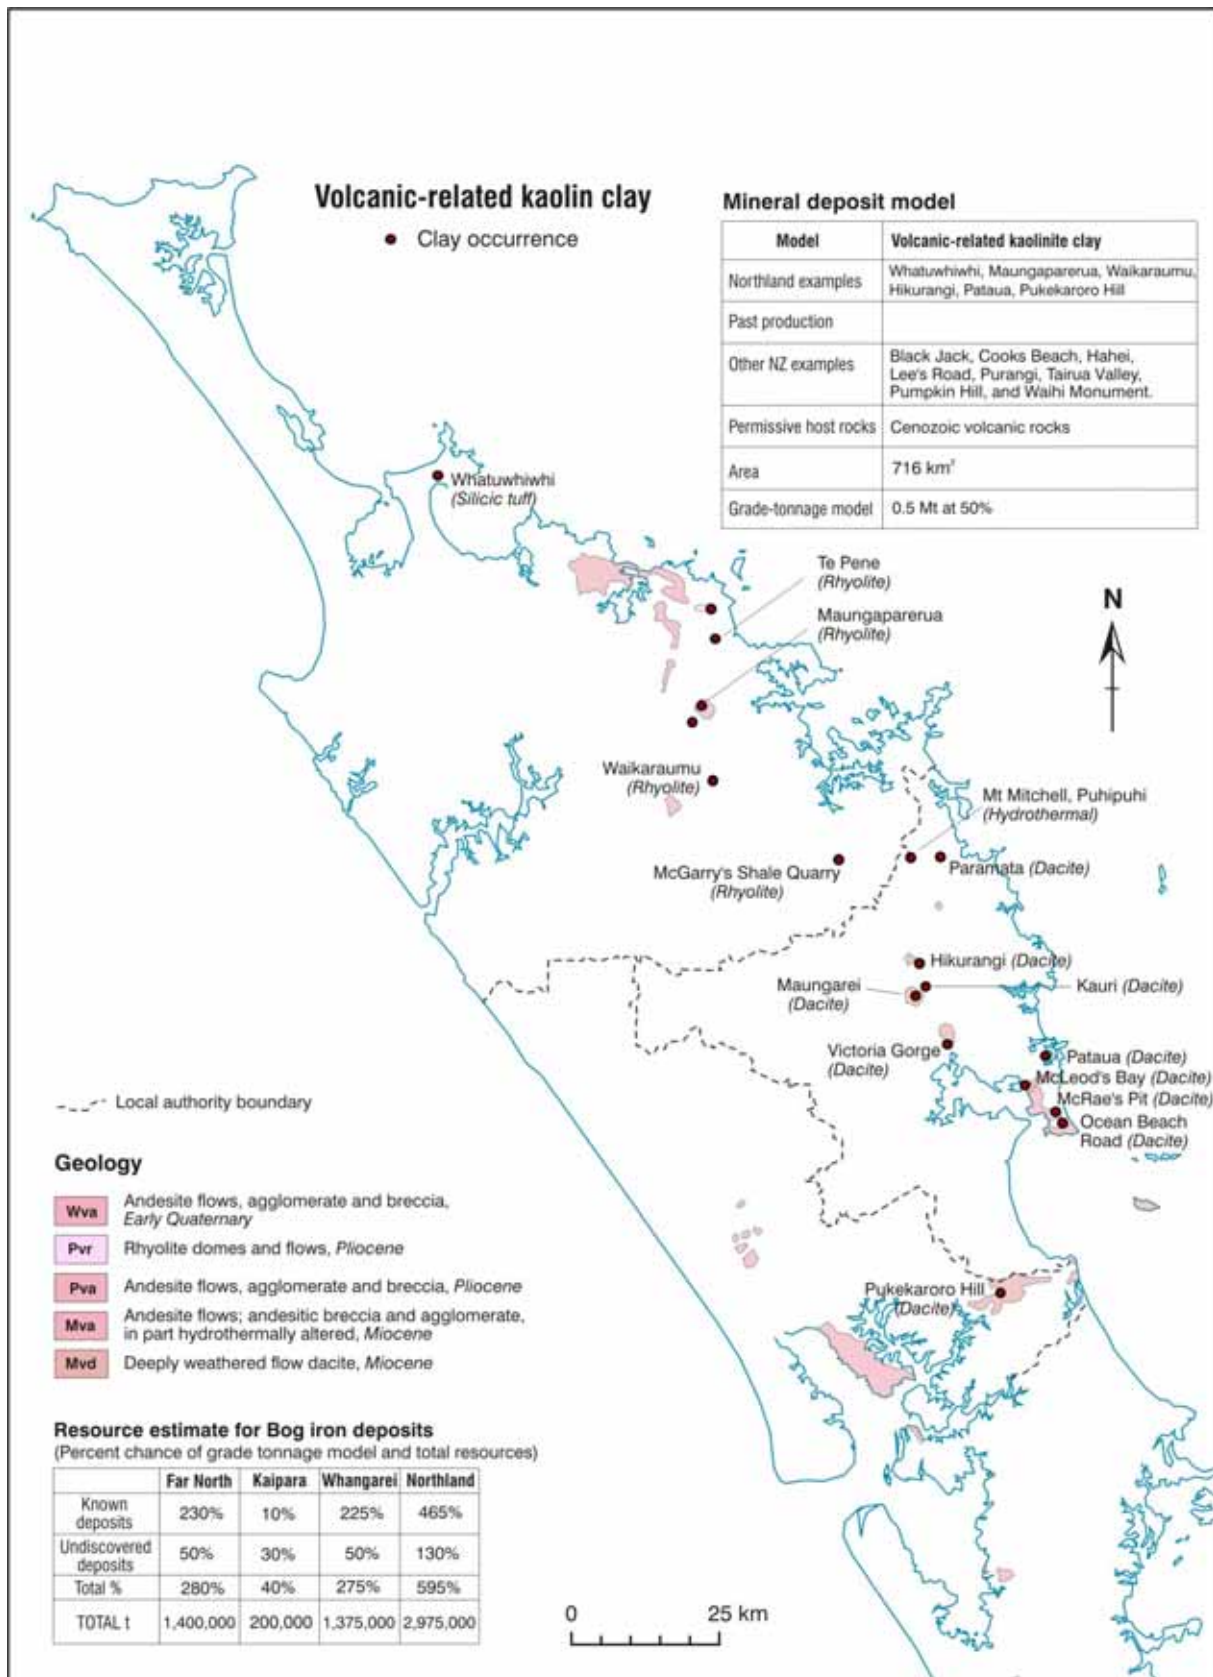 Volcanic-related kaolin clay
Clay occurrence
Mineral deposit model
Model Volcanic-related kaolinite clay
Northland examples Whatuwhiwhi, Maungaparerua, Waikaraumu,
Hikurangi, Pataua, Pukekaroro Hill
Past production
Other NZ examples Black Jack, Cooks Beach, Hahei,
Lee's Road, Purangi, Tairua Valley,
Pumpkin Hill, and Waihi Monument.
Permissive host rocks Cenozoic volcanic rocks
Area 716 km²
Grade-tonnage model 0.5 Mt at 50%
Whatuwhiwhi
(Silicic tuff)
Te Pene
(Rhyolite)
Maungaparerua
(Rhyolite)
N
Waikaraumu
(Rhyolite)
Mt Mitchell, Puhipuhi
(Hydrothermal)
McGarry's Shale Quarry
(Rhyolite)
Paramata (Dacite)
Hikurangi (Dacite)
Maungarei
(Dacite)
Kauri (Dacite)
Victoria Gorge
(Dacite)
Pataua (Dacite)
McLeod's Bay (Dacite)
McRae's Pit (Dacite)
Ocean Beach
Road (Dacite)
Pukekaroro Hill
(Dacite)
Local authority boundary
Geology
Wva Andesite flows, agglomerate and breccia,
Early Quaternary
Pvr Rhyolite domes and flows, Pliocene
Pva Andesite flows, agglomerate and breccia, Pliocene
Mva Andesite flows; andesitic breccia and agglomerate,
in part hydrothermally altered, Miocene
Mvd Deeply weathered flow dacite, Miocene
Resource estimate for Bog iron deposits
(Percent chance of grade tonnage model and total resources)
Far North Kaipara Whangarei Northland
Known
deposits 230% 10% 225% 465%
Undiscovered
deposits 50% 30% 50% 130%
Total % 280% 40% 275% 595%
TOTAL t 1,400,000 200,000 1,375,000 2,975,000
0 25 km